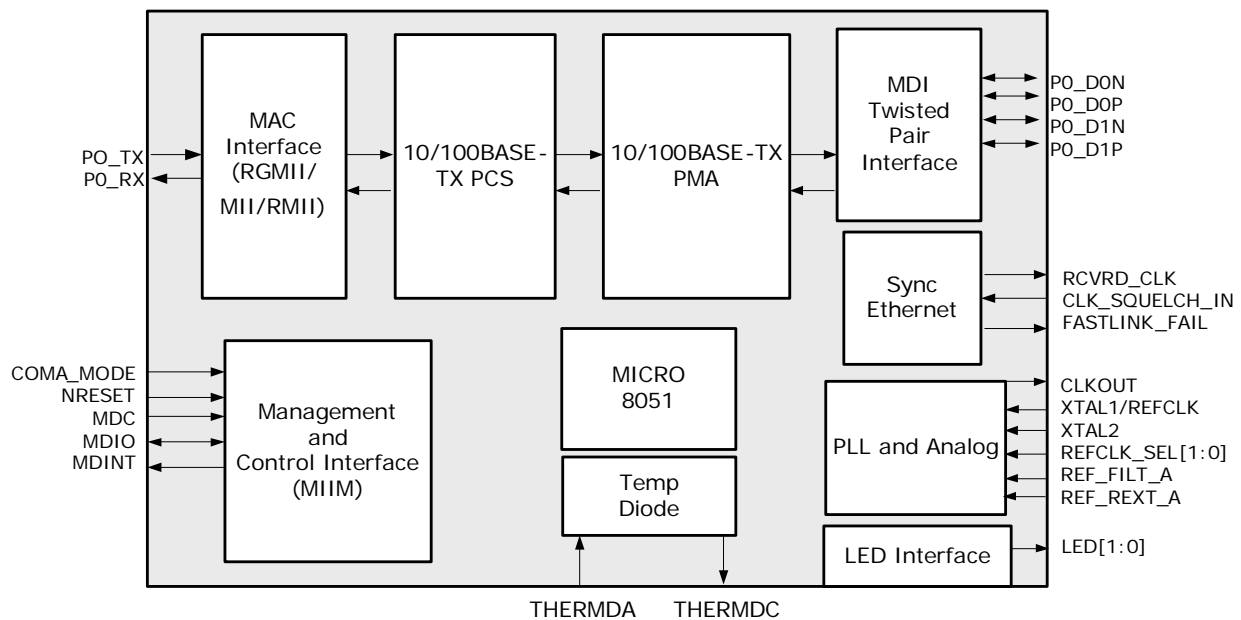 PO_TX
P0_RX
MAC
Interface
(RGMII/
MII/RMII)
10/100BASE-
TX PCS
10/100BASE-TX
PMA
MDI
Twisted
Pair
Interface
P0_D0N
P0_D0P
P0_D1N
P0_D1P
Sync
Ethernet
RCVRD_CLK
CLK_SQUELCH_IN
FASTLINK_FAIL
COMA_MODE
NRESET
MDC
MDIO
MDINT
Management
and
Control Interface
(MIIM)
MICRO
8051
Temp
Diode
PLL and Analog
CLKOUT
XTAL1/REFCLK
XTAL2
REFCLK_SEL[1:0]
REF_FILT_A
REF_REXT_A
LED Interface
LED[1:0]
THERMDA
THERMDC